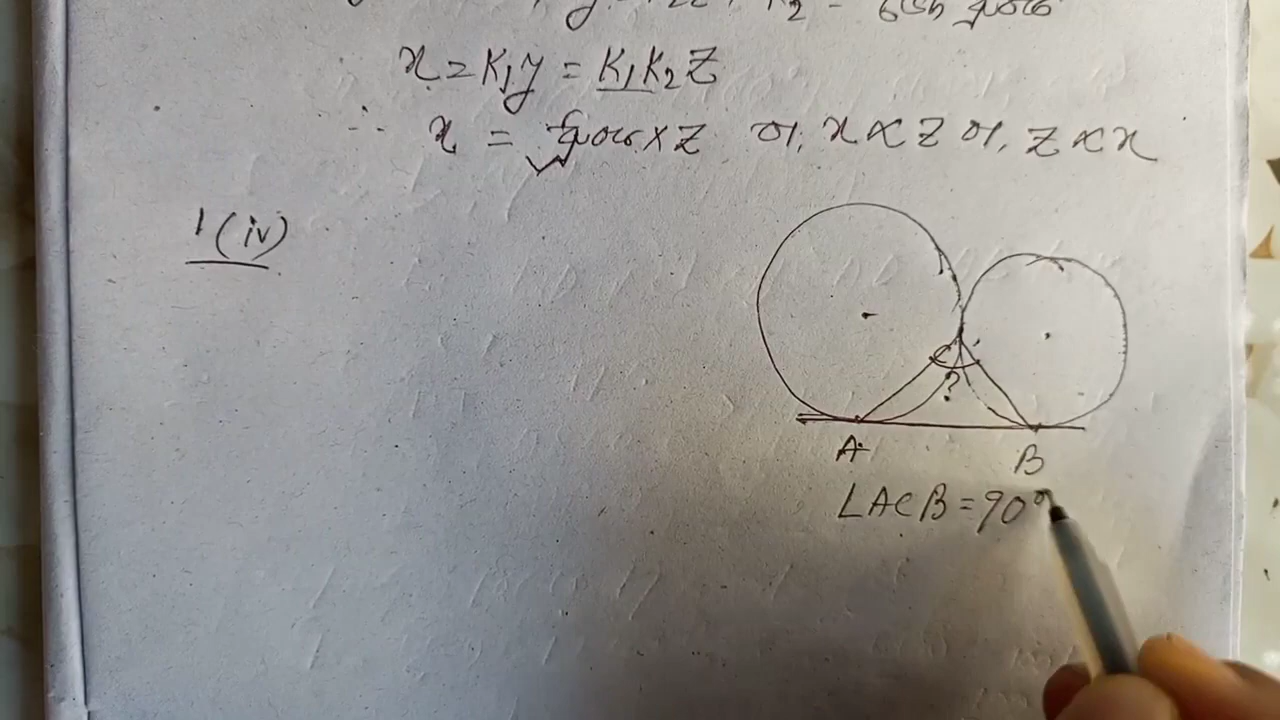 x = K₁y = K₁K₂Z
∴ x = ধ্রুবক × Z বা, x ∝ Z বা, Z ∝ x
1(iv)
C
?
A
B
∠ACB = 90°